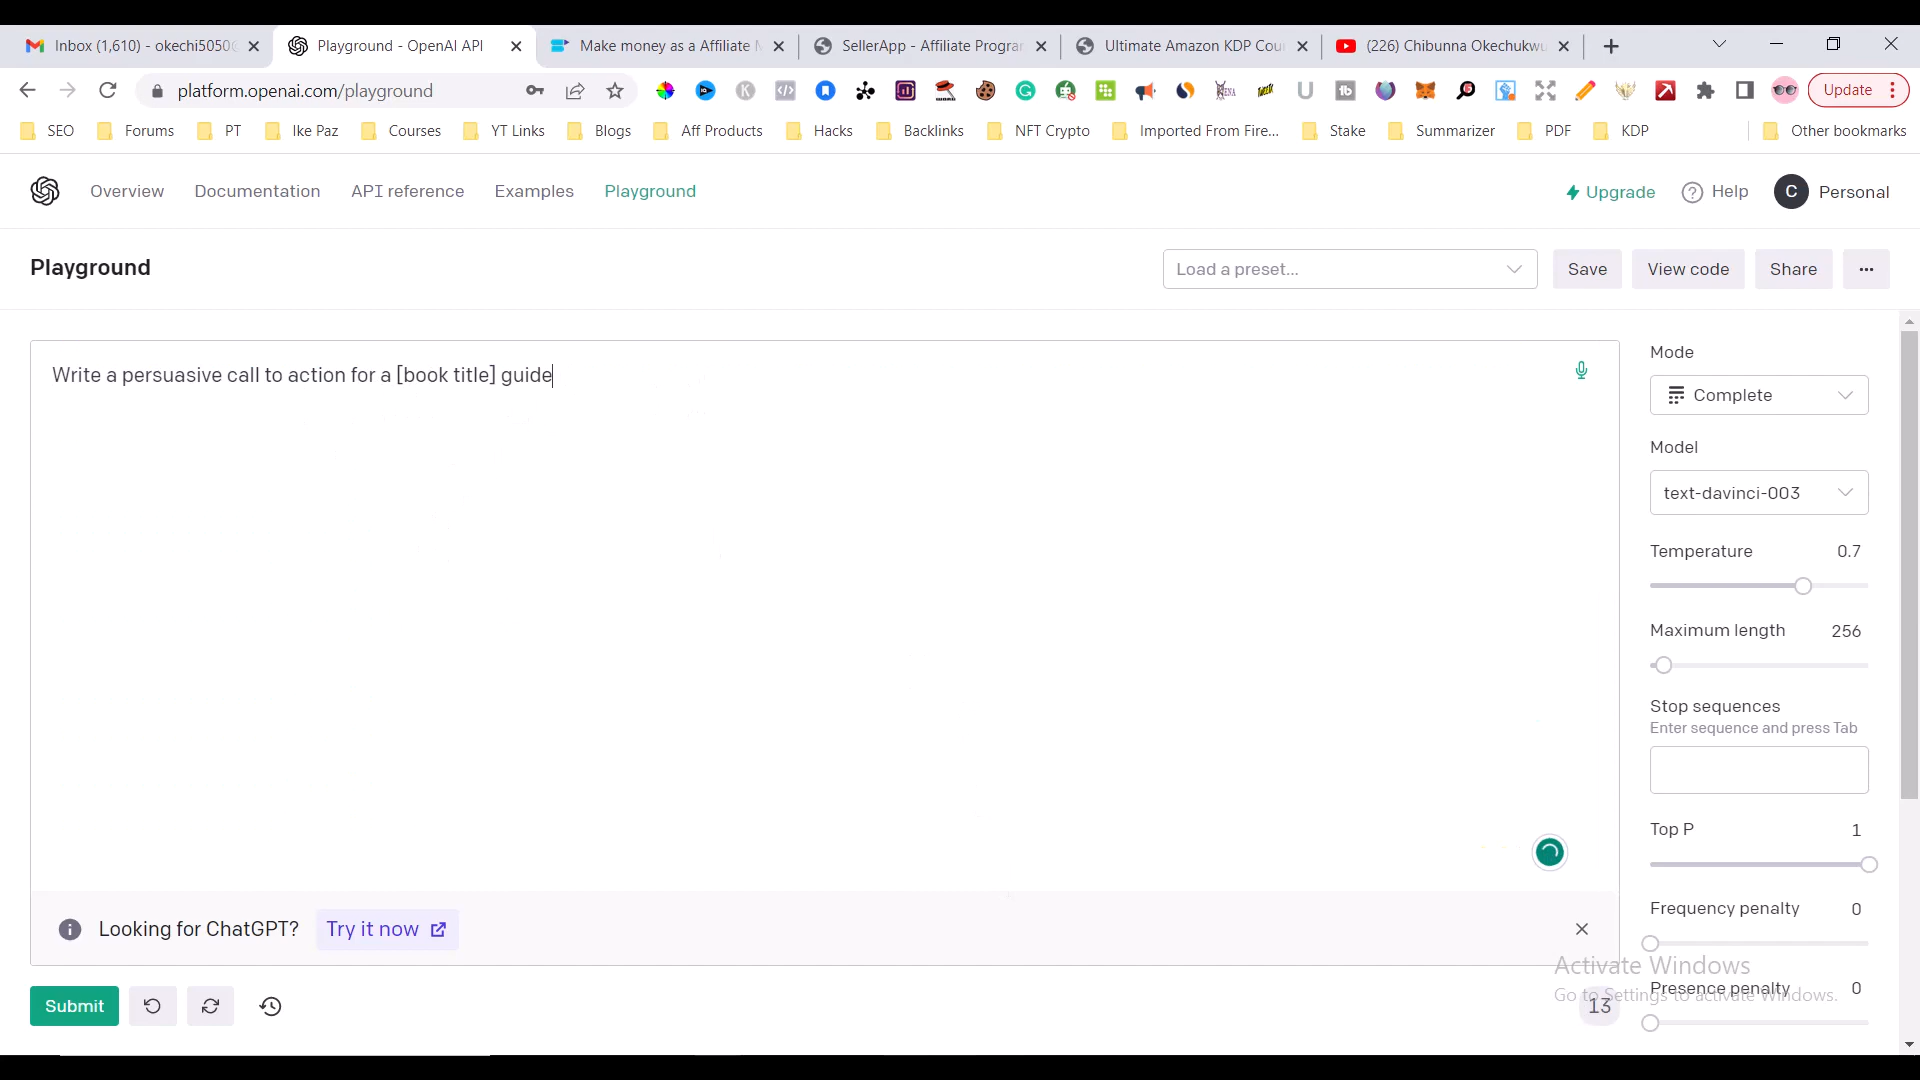 Inbox (1,610) - okechi5050 Playground - OpenAI API Make money as a Affiliate SellerApp - Affiliate Progra Ultimate Amazon KDP Cou (226) Chibunna Okechukwu
platform.openai.com/playground Update
SEO Forums PT Ike Paz Courses YT Links Blogs Aff Products Hacks Backlinks NFT Crypto Imported From Fire... Stake Summarizer PDF KDP Other bookmarks
Overview Documentation API reference Examples Playground Upgrade Help C Personal
Playground Load a preset... Save View code Share ...
Write a persuasive call to action for a [book title] guide
Mode
Complete
Model
text-davinci-003
Temperature 0.7
Maximum length 256
Stop sequences
Enter sequence and press Tab
Top P 1
Frequency penalty 0
Looking for ChatGPT? Try it now
Activate Windows
Presence penalty 0
Go to Settings to activate Windows.
Submit 13